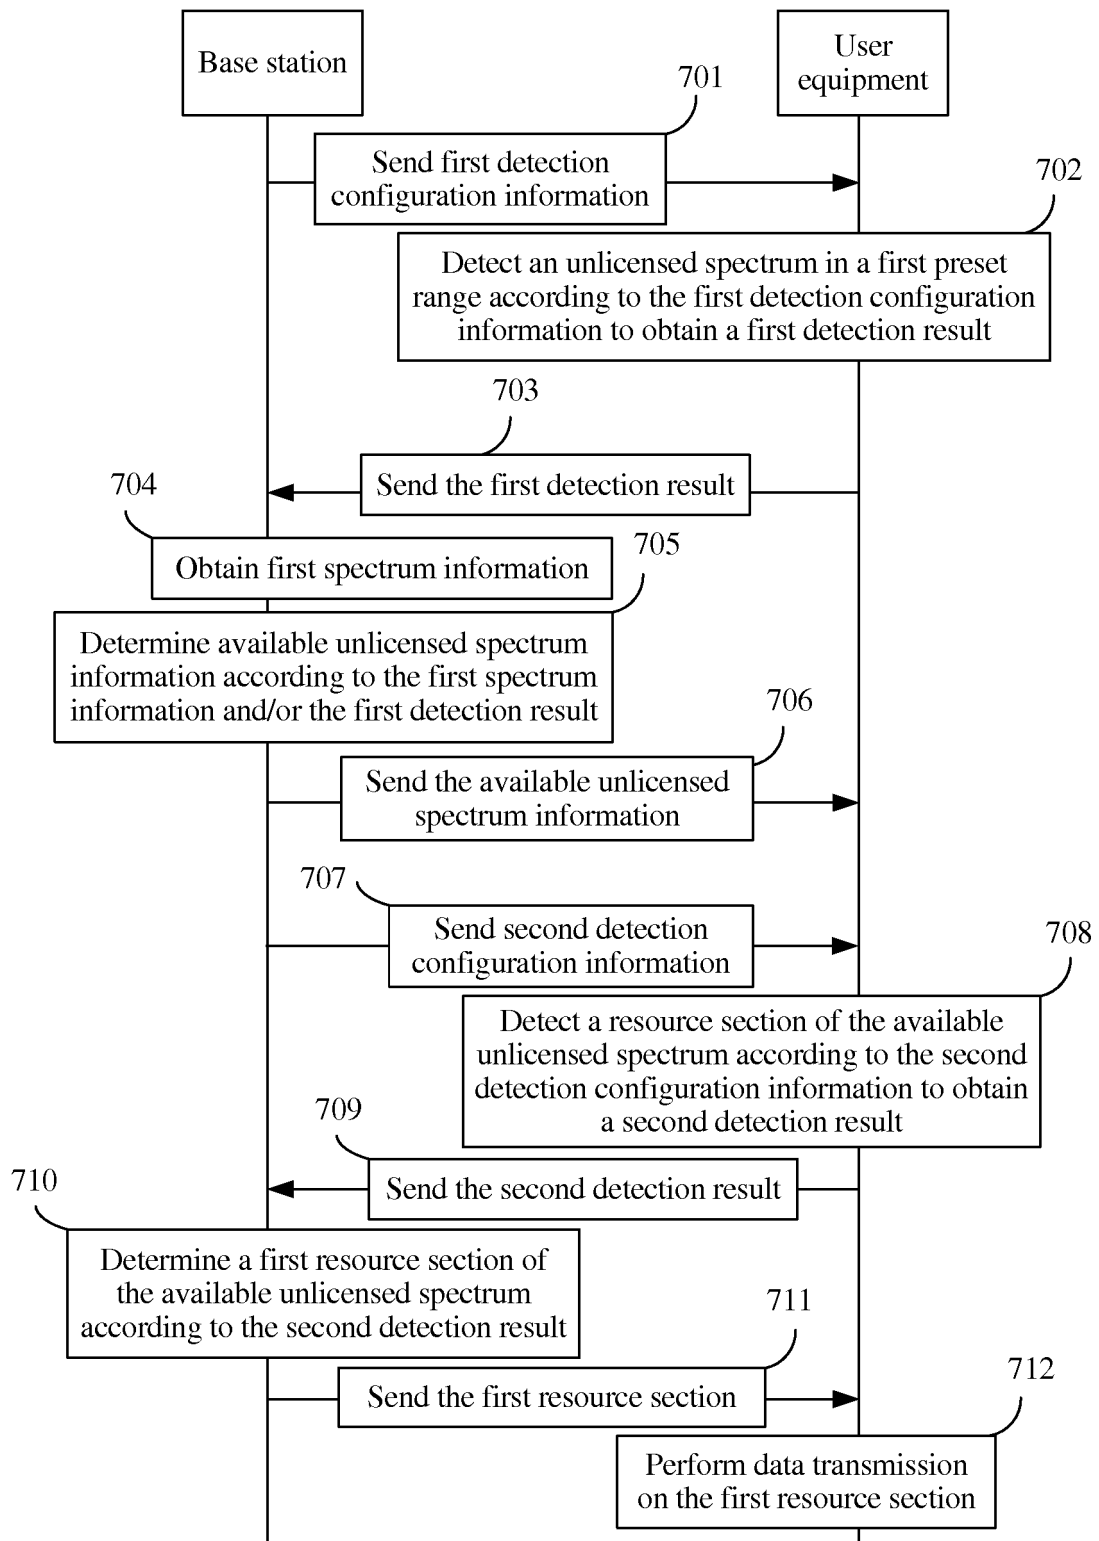 Base station
User
equipment
701
Send first detection
configuration information
702
Detect an unlicensed spectrum in a first preset
range according to the first detection configuration
information to obtain a first detection result
703
Send the first detection result
704
Obtain first spectrum information
705
Determine available unlicensed spectrum
information according to the first spectrum
information and/or the first detection result
706
Send the available unlicensed
spectrum information
707
Send second detection
configuration information
708
Detect a resource section of the available
unlicensed spectrum according to the second
detection configuration information to obtain
a second detection result
709
Send the second detection result
710
Determine a first resource section of
the available unlicensed spectrum
according to the second detection result
711
Send the first resource section
712
Perform data transmission
on the first resource section